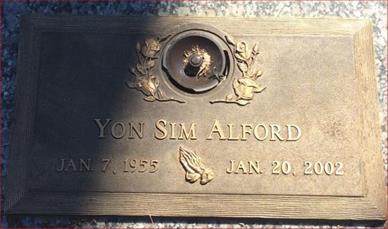 YON SIM ALFORD
JAN. 7, 1955 JAN. 20, 2002